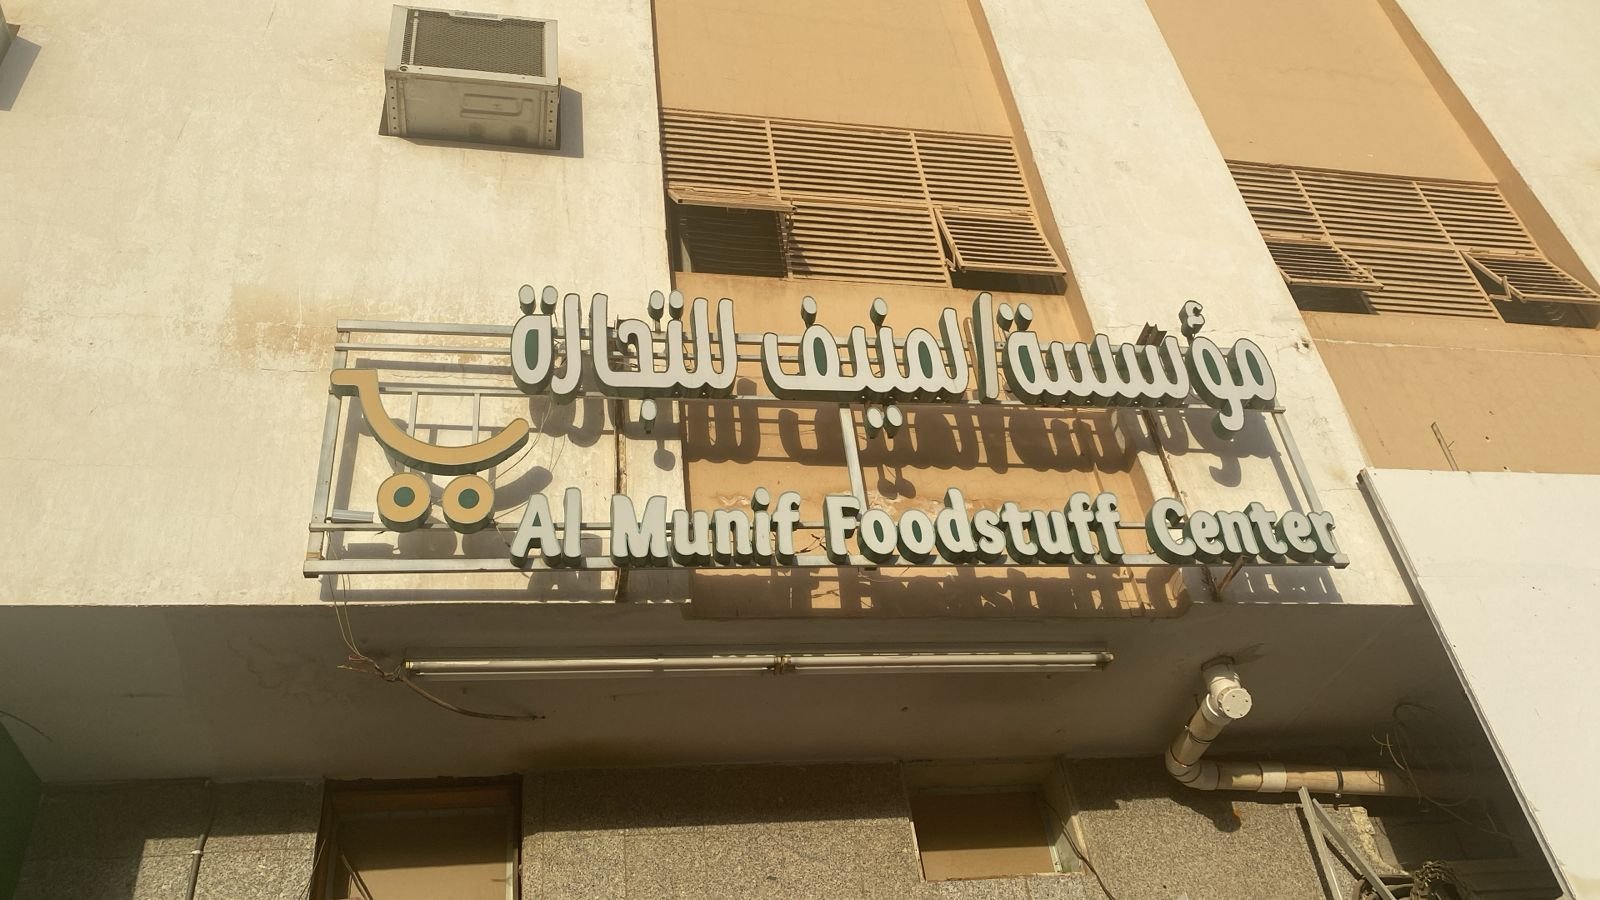 مؤسسة المنيف للتجارة
Al Munif Foodstuff Center